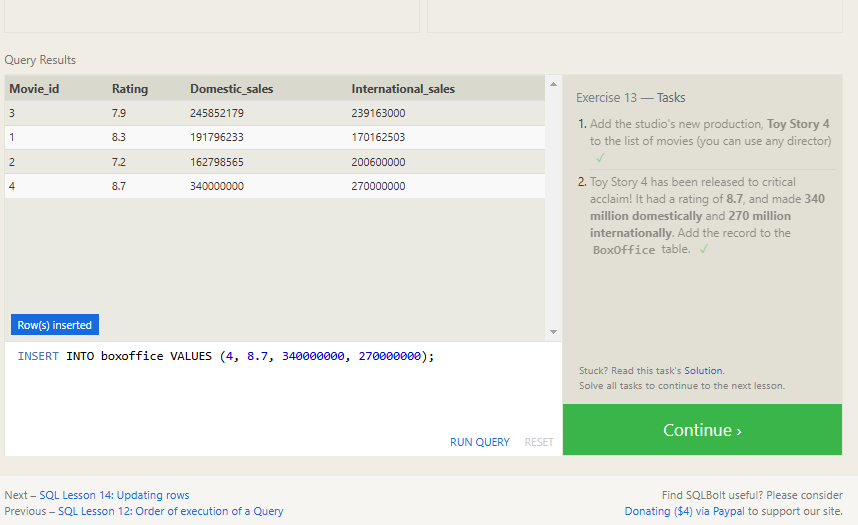 Query Results
Movie_id Rating Domestic_sales International_sales
3 7.9 245852179 239163000
1 8.3 191796233 170162503
2 7.2 162798565 200600000
4 8.7 340000000 270000000
Row(s) inserted
INSERT INTO boxoffice VALUES (4, 8.7, 340000000, 270000000);
RUN QUERY RESET
Exercise 13 — Tasks
1. Add the studio's new production, Toy Story 4
to the list of movies (you can use any director)
✓
2. Toy Story 4 has been released to critical
acclaim! It had a rating of 8.7, and made 340
million domestically and 270 million
internationally. Add the record to the
BoxOffice table. ✓
Stuck? Read this task's Solution.
Solve all tasks to continue to the next lesson.
Continue ›
Next – SQL Lesson 14: Updating rows
Previous – SQL Lesson 12: Order of execution of a Query
Find SQLBolt useful? Please consider
Donating ($4) via Paypal to support our site.